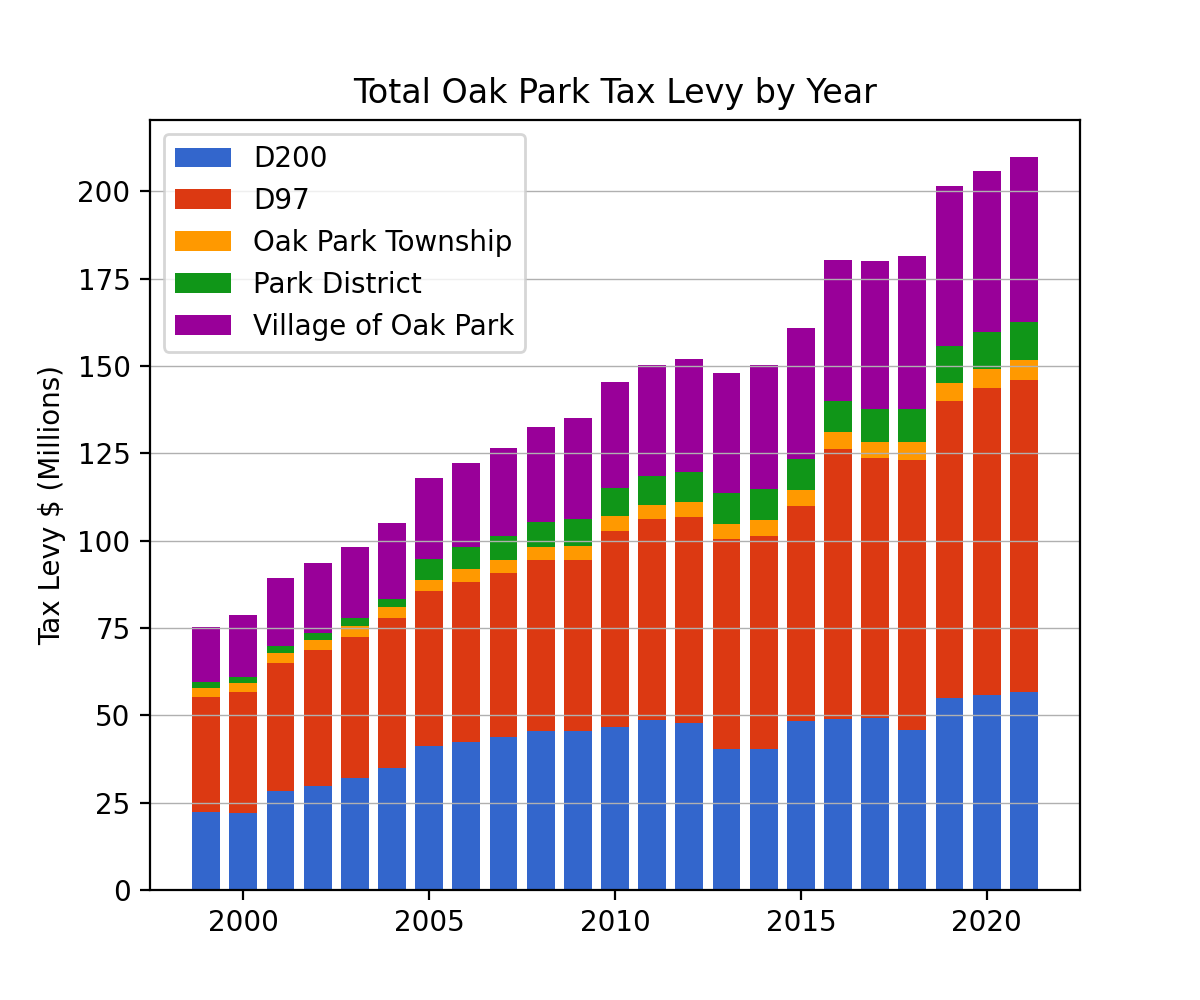 Total Oak Park Tax Levy by Year
D200
D97
Oak Park Township
Park District
Village of Oak Park
Tax Levy $ (Millions)
200
175
150
125
100
75
50
25
0
2000
2005
2010
2015
2020